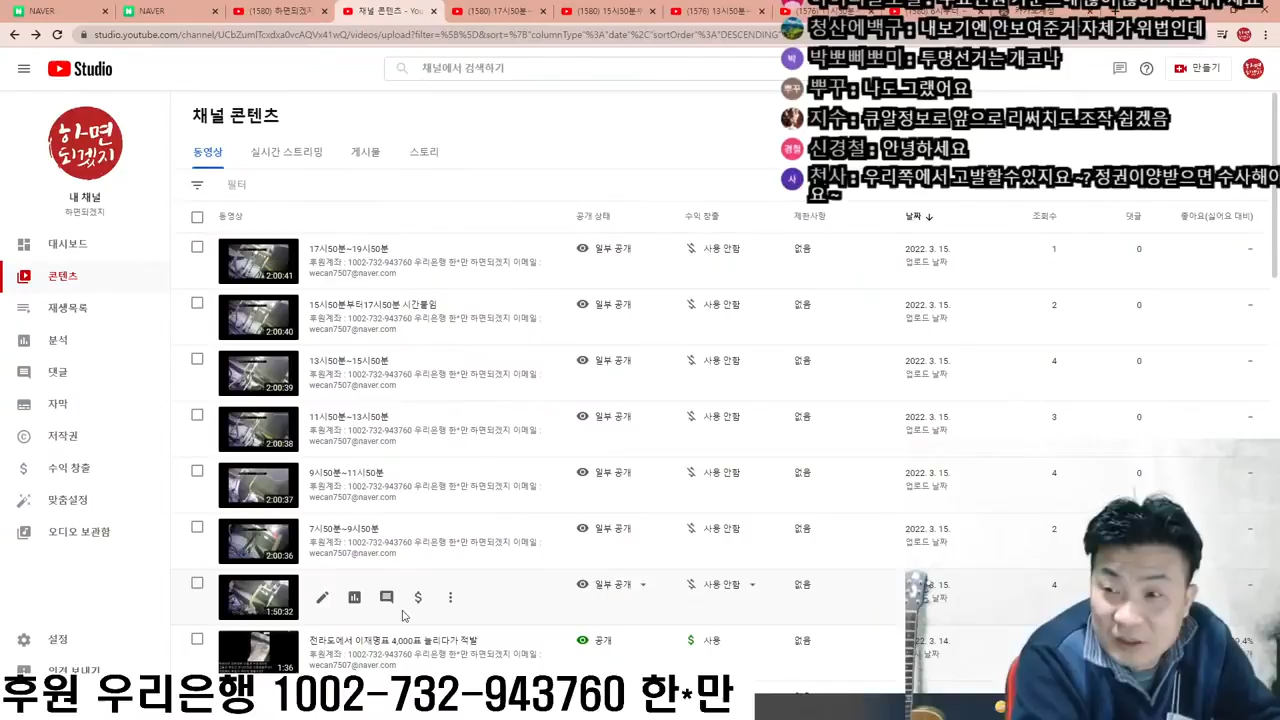 NAVER
NAVER
(1580) 하면되
채널 콘텐츠 - You
(1580) 15시50분
studio.youtube.com
Studio
채널에서 검색하기
만들기
청산에백구 : 내보기엔 안보여준거 자체가 위법인데
박뽀삐뽀미 : 투명선거는 개코나
뿌꾸 : 나도 그랬어요
지수 : 큐알정보로 앞으로 리써치도 조작 쉽겠음
신경철 : 안녕하세요
천사 : 우리쪽에서 고발할수있지요~? 정권이양받으면 수사해야
요 ~
하면
되겠지
내 채널
하면되겠지
대시보드
콘텐츠
재생목록
분석
댓글
자막
저작권
수익 창출
맞춤설정
오디오 보관함
설정
의견 보내기
채널 콘텐츠
동영상 실시간 스트리밍 게시물 스토리
필터
동영상 공개 상태 수익 창출 제한사항 날짜 조회수 댓글 좋아요(싫어요 대비)
17시50분~19시50분 일부 공개 사용 안함 없음 2022. 3. 15. 1 0 –
후원계좌 : 1002-732-943760 우리은행 한*만 하면되겠지 이메일 : 업로드 날짜
wecan7507@naver.com
2:00:41
15시50분부터17시50분 시간틀임 일부 공개 사용 안함 없음 2022. 3. 15. 2 0 –
후원계좌 : 1002-732-943760 우리은행 한*만 하면되겠지 이메일 : 업로드 날짜
wecan7507@naver.com
2:00:40
13시50분~15시50분 일부 공개 사용 안함 없음 2022. 3. 15. 4 0 –
후원계좌 : 1002-732-943760 우리은행 한*만 하면되겠지 이메일 : 업로드 날짜
wecan7507@naver.com
2:00:39
11시50분~13시50분 일부 공개 사용 안함 없음 2022. 3. 15. 3 0 –
후원계좌 : 1002-732-943760 우리은행 한*만 하면되겠지 이메일 : 업로드 날짜
wecan7507@naver.com
2:00:38
9시50분~11시50분 일부 공개 사용 안함 없음 2022. 3. 15. 4 0 –
후원계좌 : 1002-732-943760 우리은행 한*만 하면되겠지 이메일 : 업로드 날짜
wecan7507@naver.com
2:00:37
7시50분~9시50분 일부 공개 사용 안함 없음 2022. 3. 15. 2
후원계좌 : 1002-732-943760 우리은행 한*만 하면되겠지 이메일 : 업로드 날짜
wecan7507@naver.com
2:00:36
일부 공개 사용 안함 없음 2022. 3. 15. 4
1:50:32
전라도에서 이재명표 4,000표 늘리다가 적발 공개 사용 없음 2022. 3. 14.
후원계좌 : 1002-732-943760 우리은행 한*만 하면되겠지 이메일 :
wecan7507@naver.com
1:36
후원 우리은행 1002-732-943760 한*만